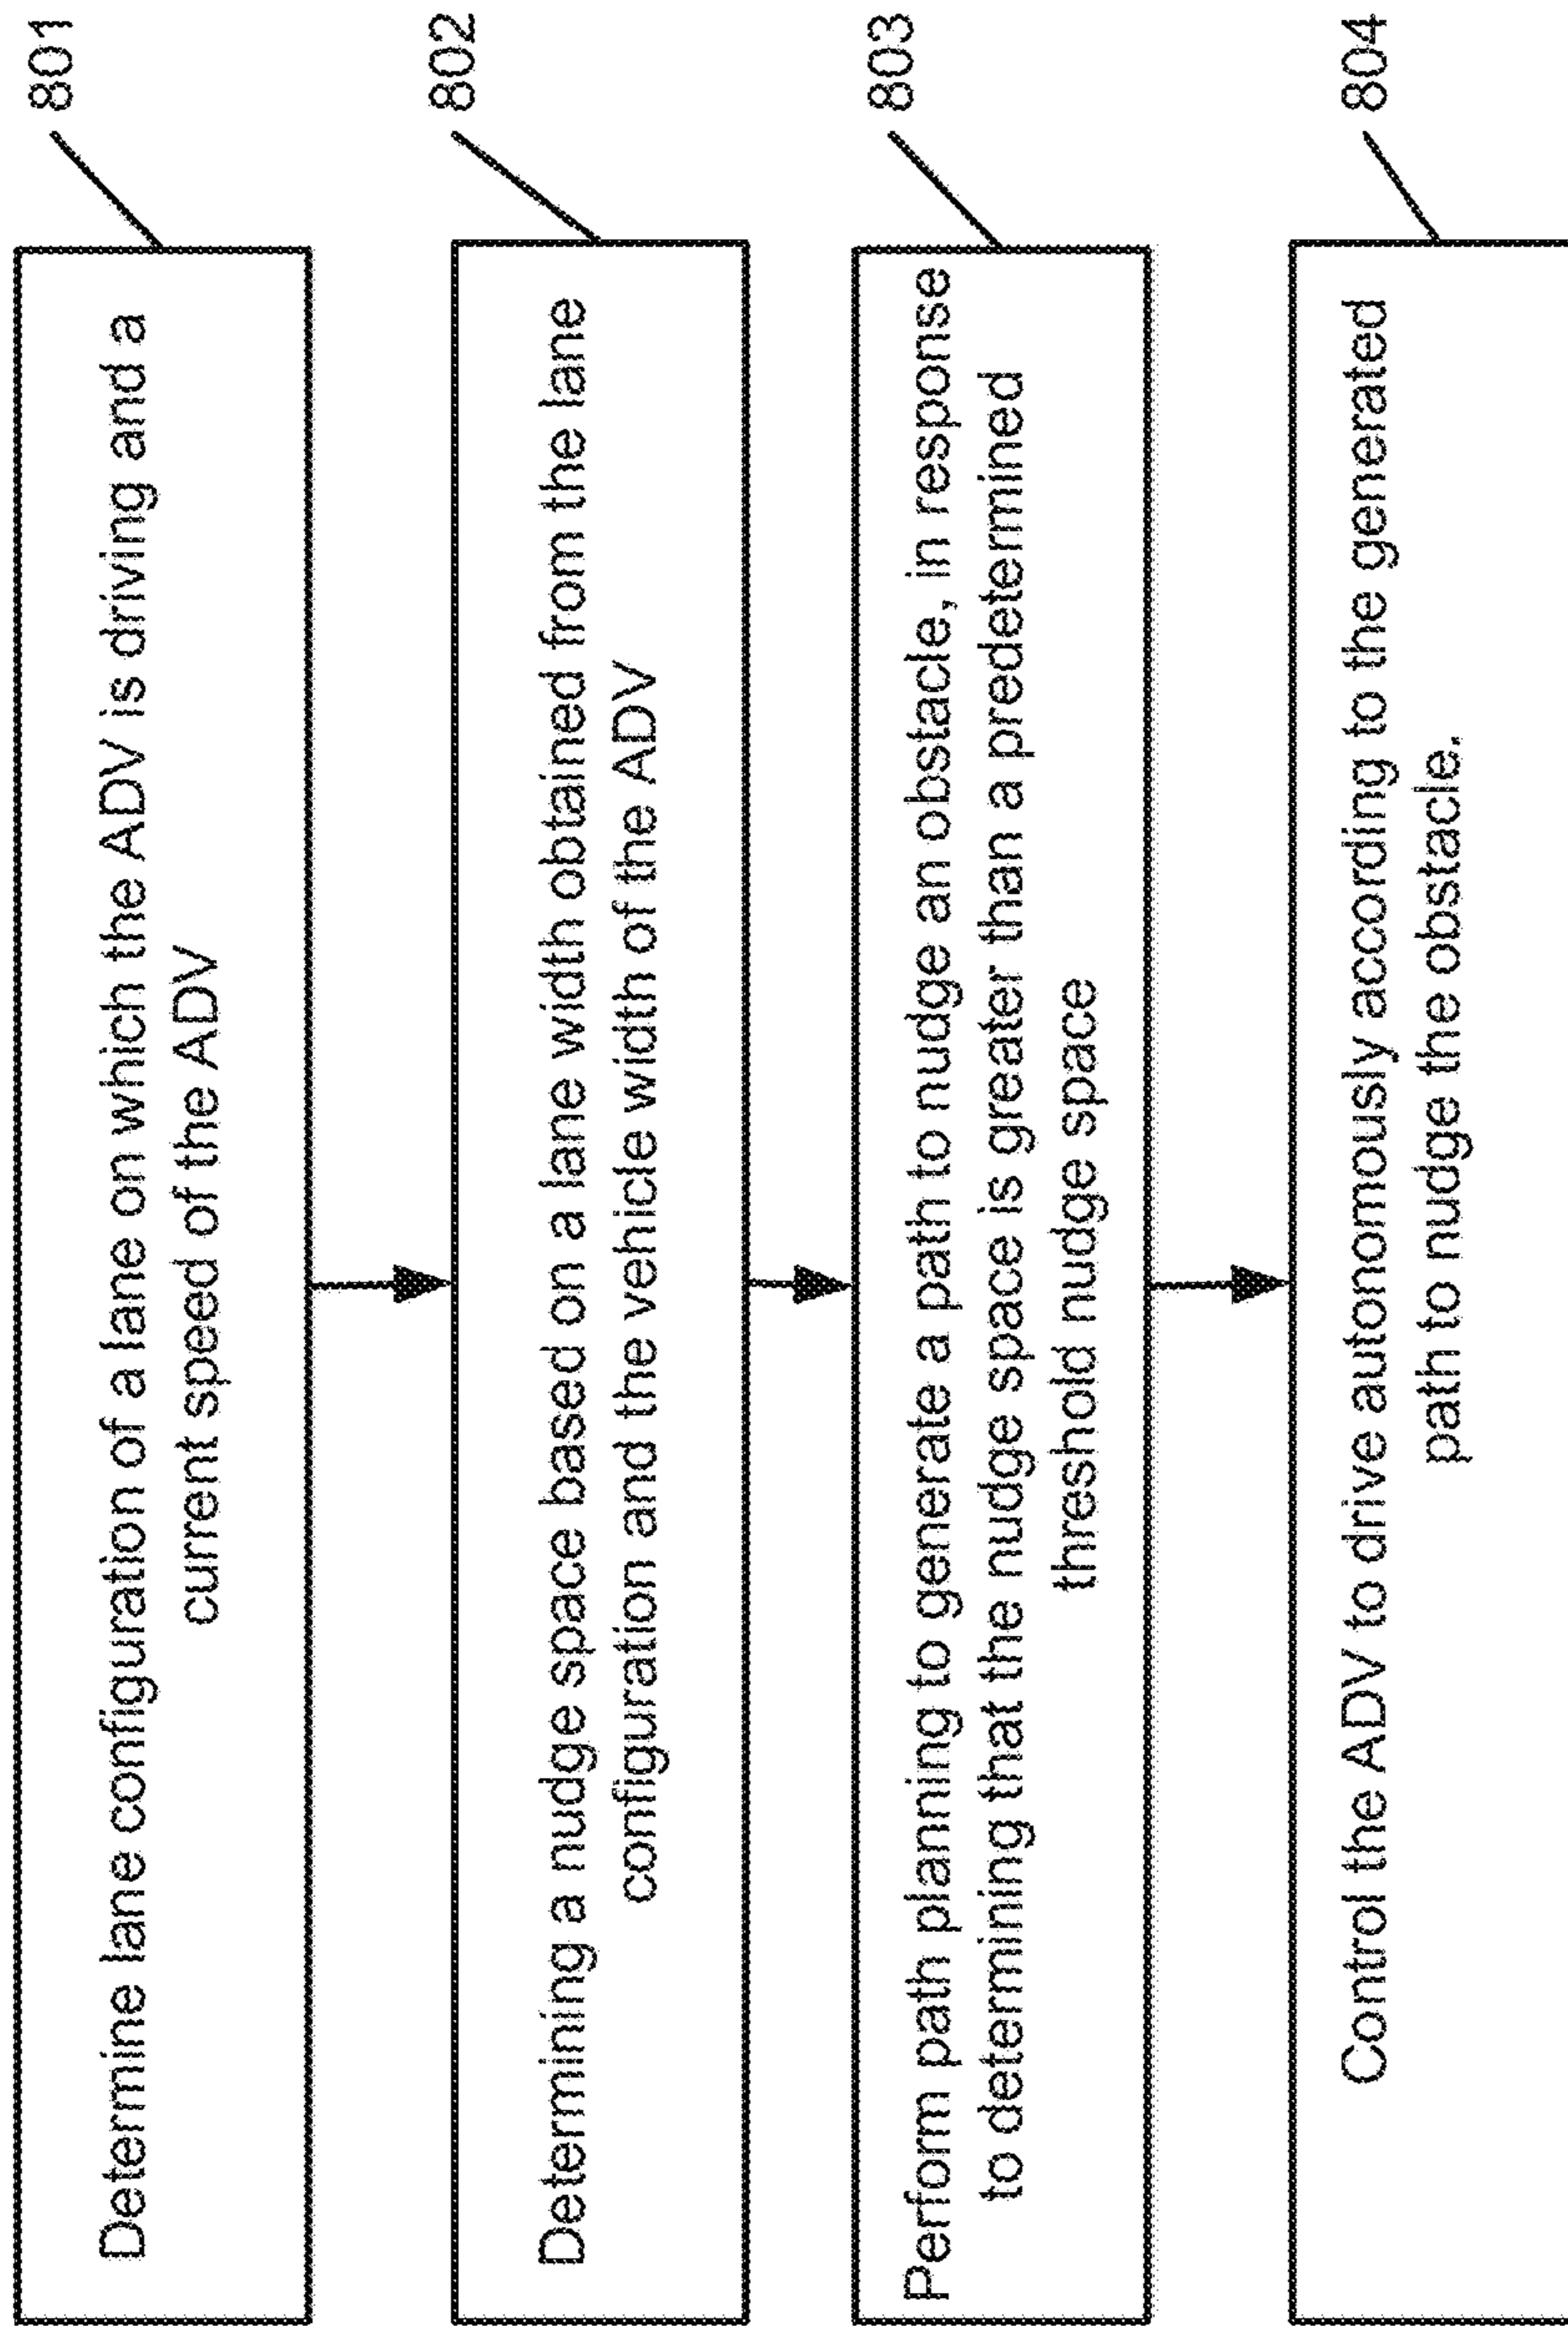 801
Determine lane configuration of a lane on which the ADV is driving and a
current speed of the ADV
802
Determining a nudge space based on a lane width obtained from the lane
configuration and the vehicle width of the ADV
803
Perform path planning to generate a path to nudge an obstacle, in response
to determining that the nudge space is greater than a predetermined
threshold nudge space
804
Control the ADV to drive autonomously according to the generated
path to nudge the obstacle.